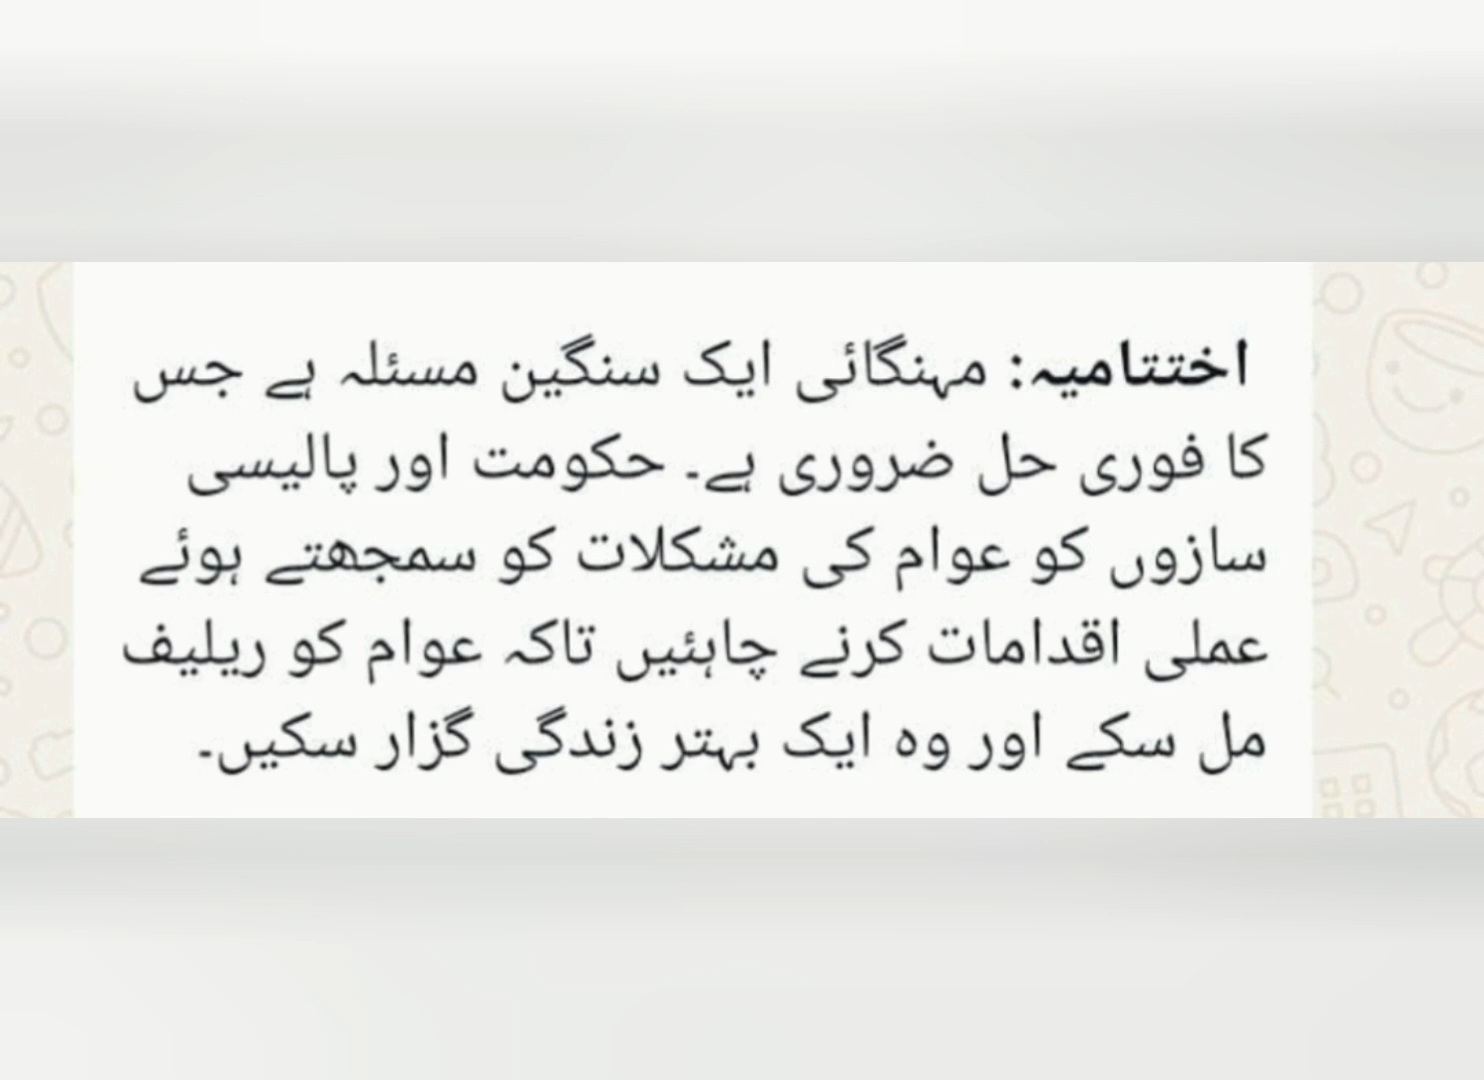 اختتامیہ: مہنگائی ایک سنگین مسئلہ ہے جس
کا فوری حل ضروری ہے۔ حکومت اور پالیسی
سازوں کو عوام کی مشکلات کو سمجھتے ہوئے
عملی اقدامات کرنے چاہئیں تاکہ عوام کو ریلیف
مل سکے اور وہ ایک بہتر زندگی گزار سکیں۔